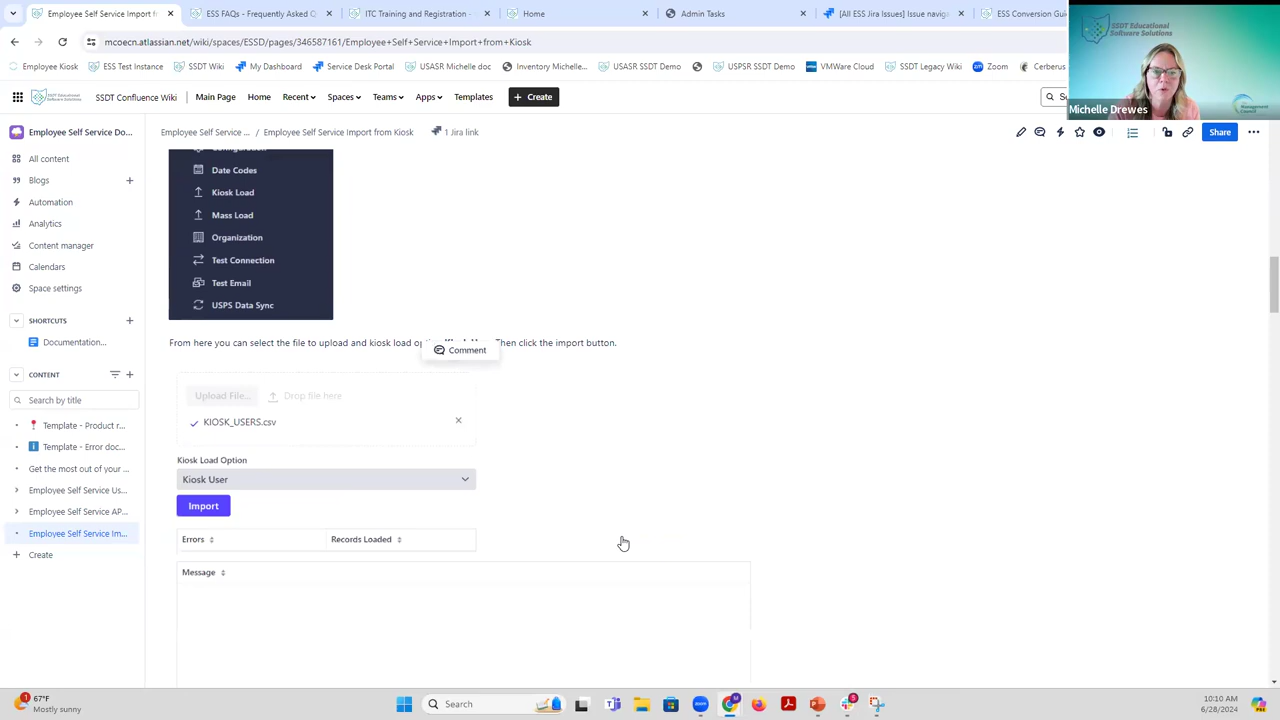 Employee Self Service Import fr
ESS FAQs - Frequently Asked Q
ITC Training and Recordings
Home
Admin Tasks
[All ESS Jira Issues] Issue navig
ESS Conversion Gui
mcoecn.atlassian.net/wiki/spaces/ESSD/pages/346587161/Employee+Self+Service+Import+from+Kiosk
Employee Kiosk
ESS Test Instance
SSDT Wiki
My Dashboard
Service Desk Portal
USASR Michelle doc
Inventory Michelle...
USASR SSDT Demo
USPSR SSDT Demo
VMWare Cloud
SSDT Legacy Wiki
Zoom
Cerberus
SSDT Educational
Software Solutions
Management
Council
Michelle Drewes
SSDT Confluence Wiki
Main Page
Home
Recent
Spaces
Teams
Apps
Templates
Create
Employee Self Service Do...
Employee Self Service ...
/ Employee Self Service Import from Kiosk
1 Jira link
Share
All content
Blogs
Automation
Analytics
Content manager
Calendars
Space settings
SHORTCUTS
Documentation...
CONTENT
Search by title
Template - Product r...
Template - Error doc...
Get the most out of your ...
Employee Self Service Us...
Employee Self Service AP...
Employee Self Service Im...
Create
Configuration
Date Codes
Kiosk Load
Mass Load
Organization
Test Connection
Test Email
USPS Data Sync
From here you can select the file to upload and kiosk load Then click the import button.
Comment
Upload File...
Drop file here
KIOSK_USERS.csv
Kiosk Load Option
Kiosk User
Import
Errors
Records Loaded
Message
67°F
Mostly sunny
Search
10:10 AM
6/28/2024